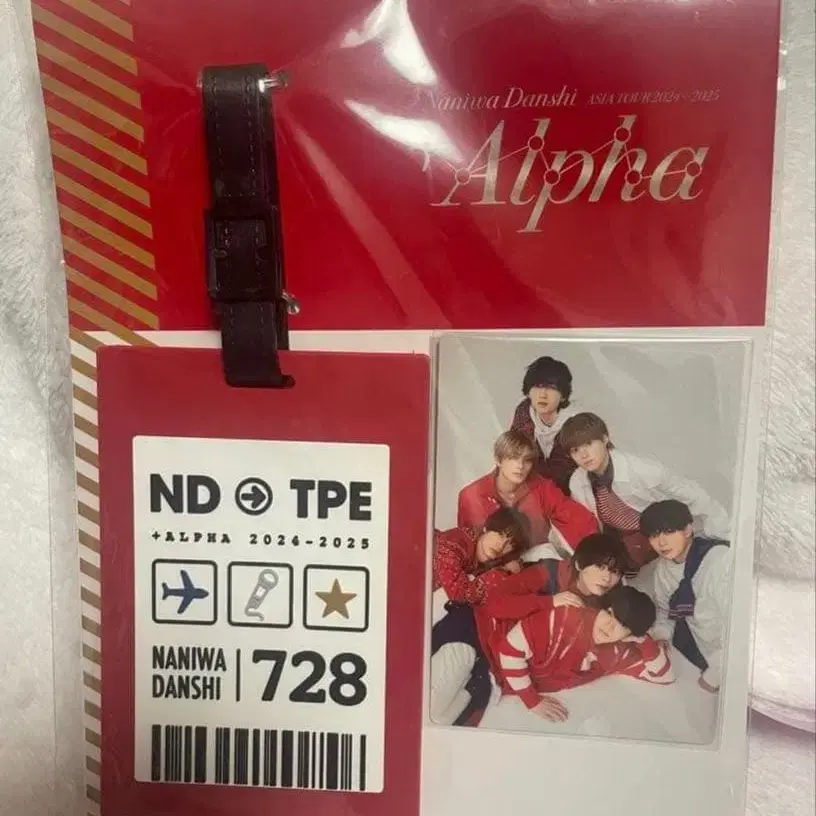 Naniwa Danshi ASIA TOUR 2024-2025
+Alpha
ND → TPE
+ALPHA 2024-2025
NANIWA
DANSHI
728